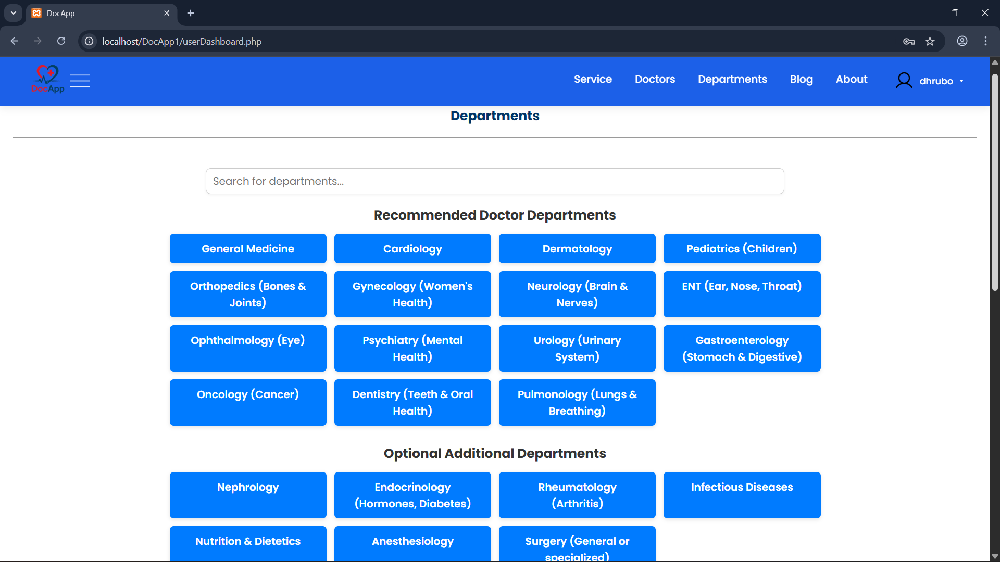 DocApp
localhost/DocApp1/userDashboard.php
DocApp
Service Doctors Departments Blog About dhrubo
Departments
Search for departments...
Recommended Doctor Departments
General Medicine
Cardiology
Dermatology
Pediatrics (Children)
Orthopedics (Bones &
Joints)
Gynecology (Women's
Health)
Neurology (Brain &
Nerves)
ENT (Ear, Nose, Throat)
Ophthalmology (Eye)
Psychiatry (Mental
Health)
Urology (Urinary
System)
Gastroenterology
(Stomach & Digestive)
Oncology (Cancer)
Dentistry (Teeth & Oral
Health)
Pulmonology (Lungs &
Breathing)
Optional Additional Departments
Nephrology
Endocrinology
(Hormones, Diabetes)
Rheumatology
(Arthritis)
Infectious Diseases
Nutrition & Dietetics
Anesthesiology
Surgery (General or
specialized)